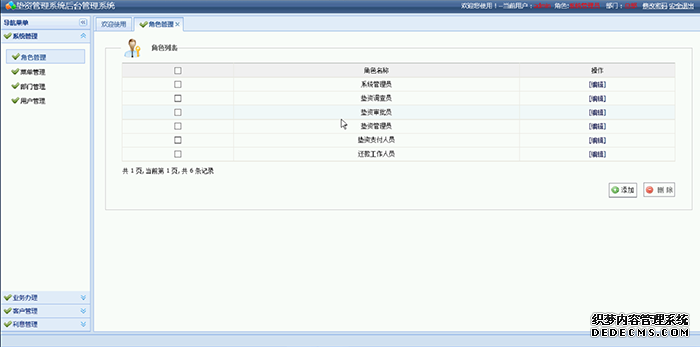 垫资管理系统后台管理系统
欢迎您使用！-当前用户： 角色： 部门： 修改密码 安全退出
导航菜单
欢迎使用 角色管理
系统管理
角色列表
角色管理
菜单管理
部门管理
用户管理
角色名称 操作
系统管理员 [编辑]
垫资调查员 [编辑]
垫资审批员 [编辑]
垫资管理员 [编辑]
垫资支付人员 [编辑]
还款工作人员 [编辑]
共 1 页, 当前第 1 页, 共 6 条记录
添加 删 除
业务办理
客户管理
利息管理
织梦内容管理系统
DEDECMS.COM